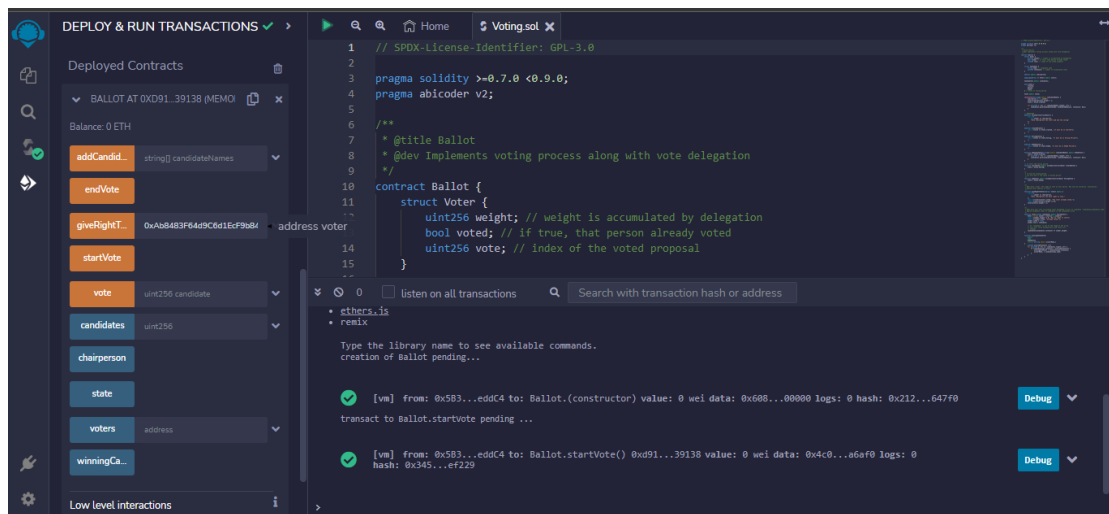 DEPLOY & RUN TRANSACTIONS
Deployed Contracts
BALLOT AT 0XD91...39138 (MEMO
Balance: 0 ETH
addCandid...
string[] candidateNames
endVote
giveRightT...
0xAb8483F64d9C6d1EcF9b84
address voter
startVote
vote
uint256 candidate
candidates
uint256
chairperson
state
voters
address
winningCa...
Low level interactions
i
Home
Voting.sol
1 // SPDX-License-Identifier: GPL-3.0
2
3 pragma solidity >=0.7.0 <0.9.0;
4 pragma abicoder v2;
5
6 /**
7 * @title Ballot
8 * @dev Implements voting process along with vote delegation
9 */
10 contract Ballot {
11 struct Voter {
uint256 weight; // weight is accumulated by delegation
bool voted; // if true, that person already voted
14 uint256 vote; // index of the voted proposal
15 }
0
listen on all transactions
Search with transaction hash or address
• ethers.js
• remix
Type the library name to see available commands.
creation of Ballot pending...
[vm] from: 0x5B3...eddC4 to: Ballot.(constructor) value: 0 wei data: 0x608...00000 logs: 0 hash: 0x212...647f0
Debug
transact to Ballot.startVote pending ...
[vm] from: 0x5B3...eddC4 to: Ballot.startVote() 0xd91...39138 value: 0 wei data: 0x4c0...a6af0 logs: 0
hash: 0x345...ef229
Debug
>